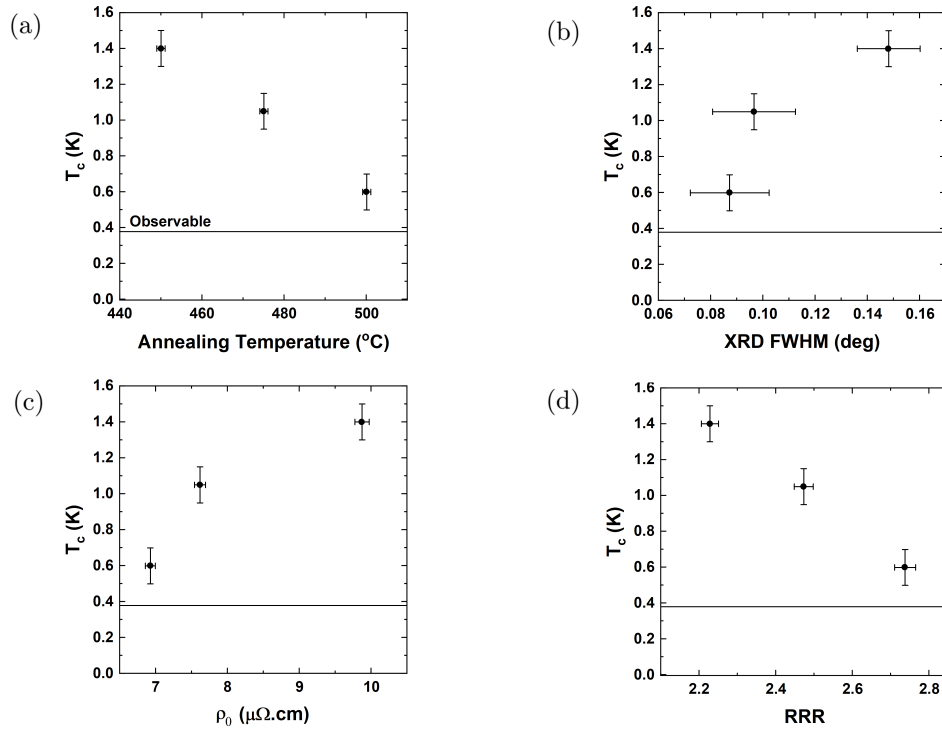 (a)
1.6
1.4
1.2
1.0
0.8
0.6
0.4
0.2
0.0
T_c (K)
Observable
440 460 480 500
Annealing Temperature (°C)
(b)
1.6
1.4
1.2
1.0
0.8
0.6
0.4
0.2
0.0
T_c (K)
0.06 0.08 0.10 0.12 0.14 0.16
XRD FWHM (deg)
(c)
1.6
1.4
1.2
1.0
0.8
0.6
0.4
0.2
0.0
T_c (K)
7 8 9 10
ρ_0 (μΩ.cm)
(d)
1.6
1.4
1.2
1.0
0.8
0.6
0.4
0.2
0.0
T_c (K)
2.2 2.4 2.6 2.8
RRR